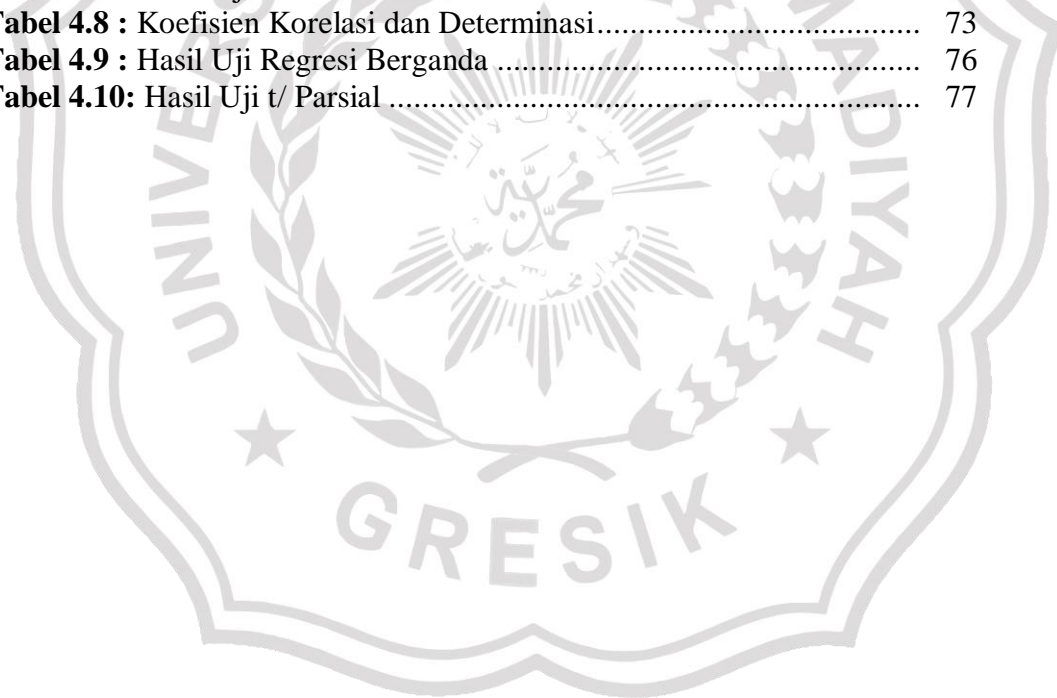 Tabel 4.8 : Koefisien Korelasi dan Determinasi................................................ 73
Tabel 4.9 : Hasil Uji Regresi Berganda ............................................................... 76
Tabel 4.10: Hasil Uji t/ Parsial ............................................................................... 77
محمد
GRESIK